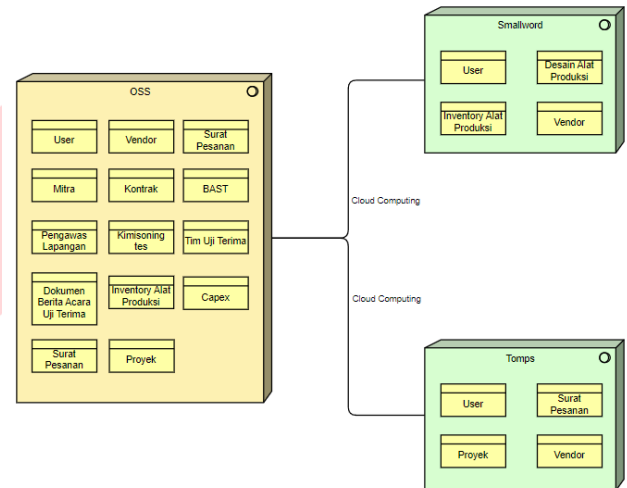 OSS
User
Vendor
Surat
Pesanan
Mitra
Kontrak
BAST
Pengawas
Lapangan
Kimisoning
tes
Tim Uji Terima
Dokumen
Berita Acara
Uji Terima
Inventory Alat
Produksi
Capex
Surat
Pesanan
Proyek
Cloud Computing
Cloud Computing
Smallword
User
Desain Alat
Produksi
Inventory Alat
Produksi
Vendor
Tomps
User
Surat
Pesanan
Proyek
Vendor